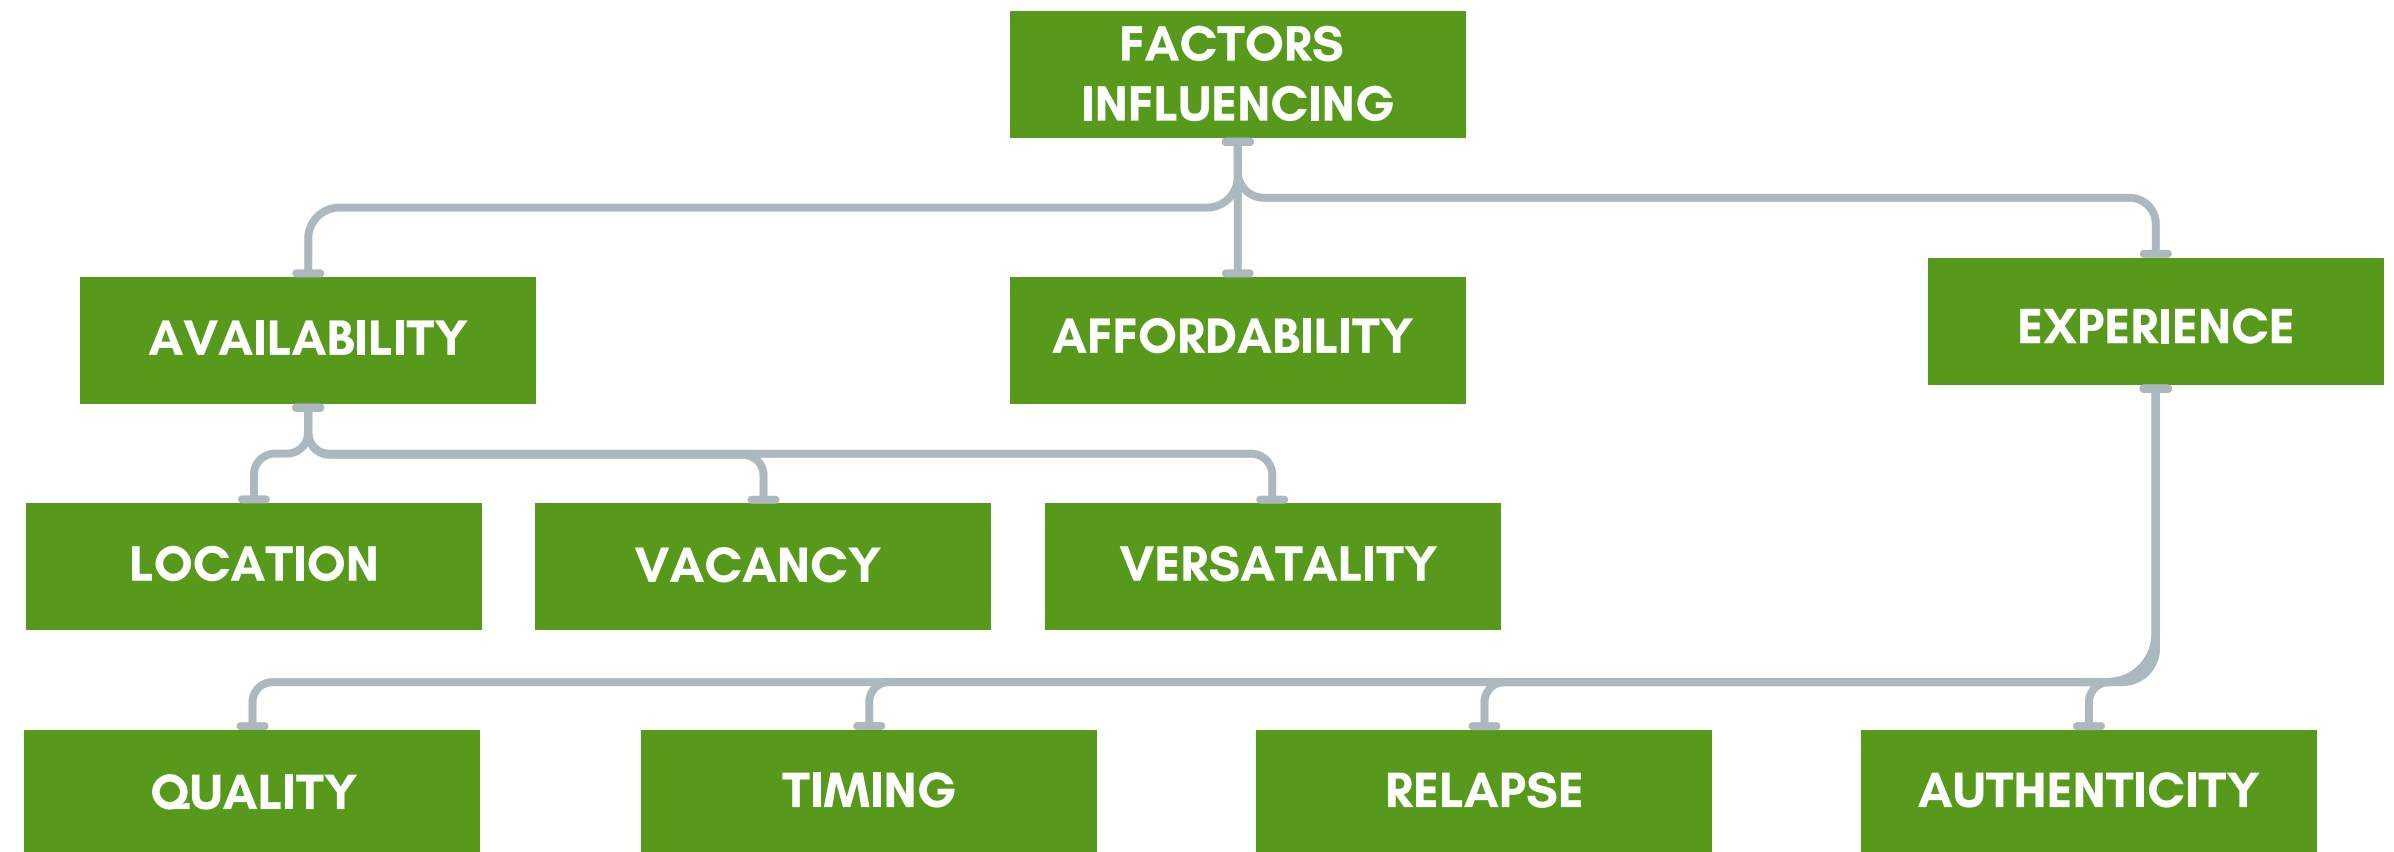 FACTORS
INFLUENCING
AVAILABILITY
AFFORDABILITY
EXPERIENCE
LOCATION
VACANCY
VERSATALITY
QUALITY
TIMING
RELAPSE
AUTHENTICITY